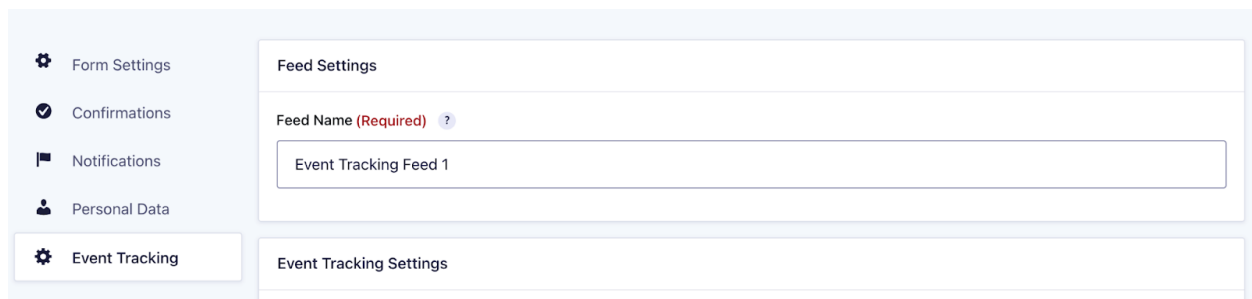 Form Settings
Confirmations
Notifications
Personal Data
Event Tracking
Feed Settings
Feed Name (Required) ?
Event Tracking Feed 1
Event Tracking Settings